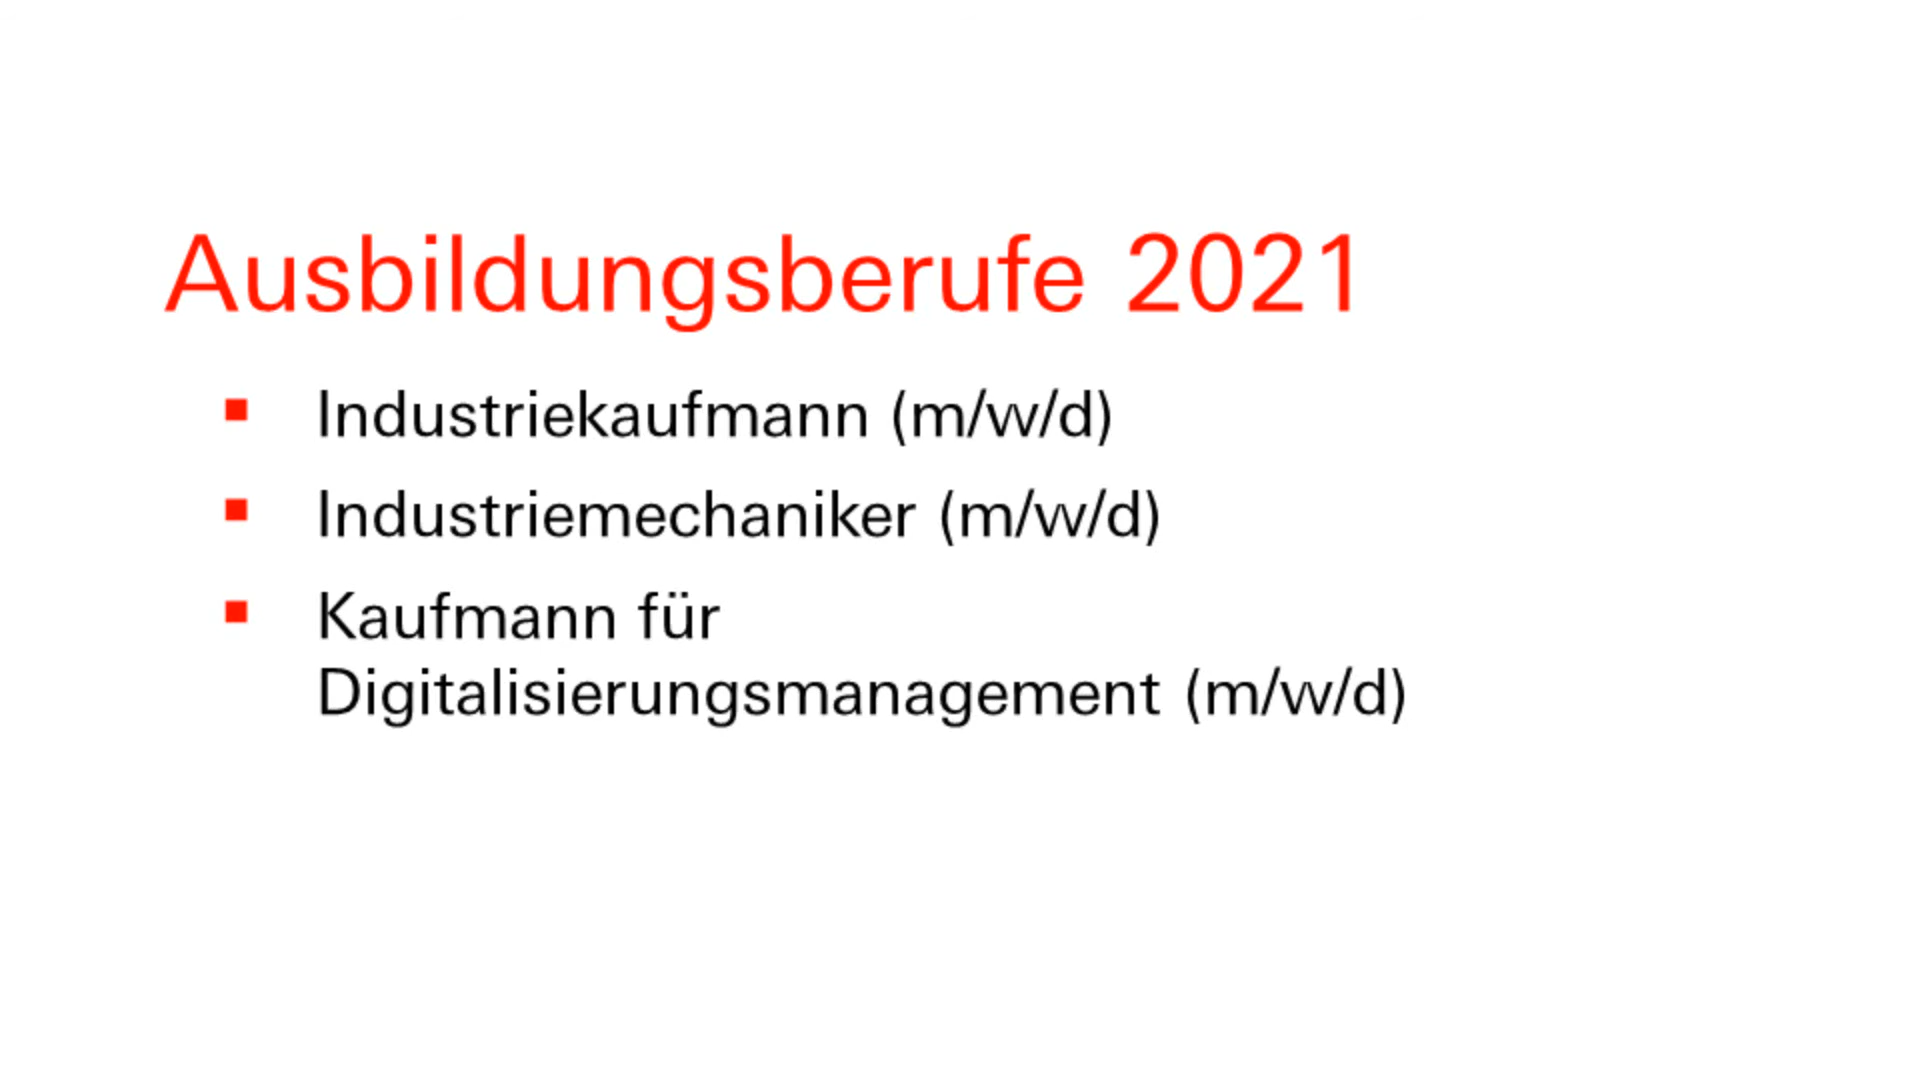 Ausbildungsberufe 2021
▪ Industriekaufmann (m/w/d)
▪ Industriemechaniker (m/w/d)
▪ Kaufmann für
Digitalisierungsmanagement (m/w/d)